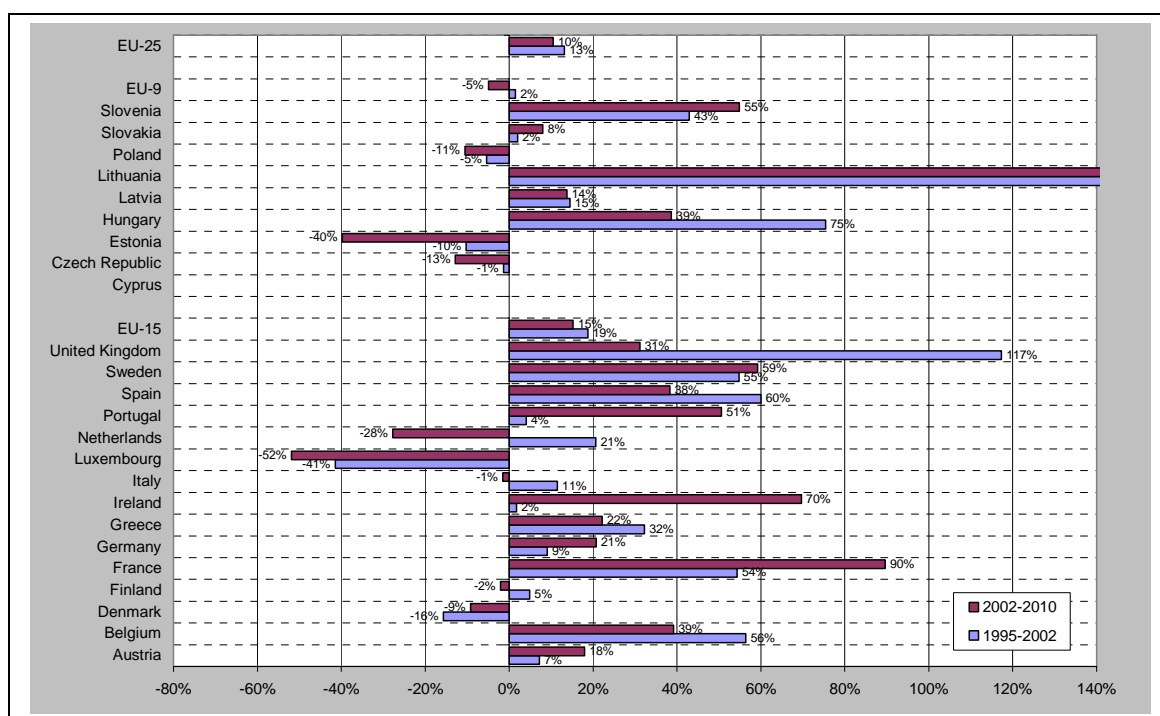 EU-25 10% 13%
EU-9 -5% 2%
Slovenia 55% 43%
Slovakia 8% 2%
Poland -11% -5%
Lithuania
Latvia 14% 15%
Hungary 39% 75%
Estonia -40% -10%
Czech Republic -13% -1%
Cyprus
EU-15 15% 19%
United Kingdom 31% 117%
Sweden 59% 55%
Spain 38% 60%
Portugal 51% 4%
Netherlands -28% 21%
Luxembourg -52% -41%
Italy -1% 11%
Ireland 70% 2%
Greece 22% 32%
Germany 21% 9%
France 90% 54%
Finland -2% 5%
Denmark -9% -16%
Belgium 39% 56%
Austria 18% 7%
2002-2010
1995-2002
-80% -60% -40% -20% 0% 20% 40% 60% 80% 100% 120% 140%